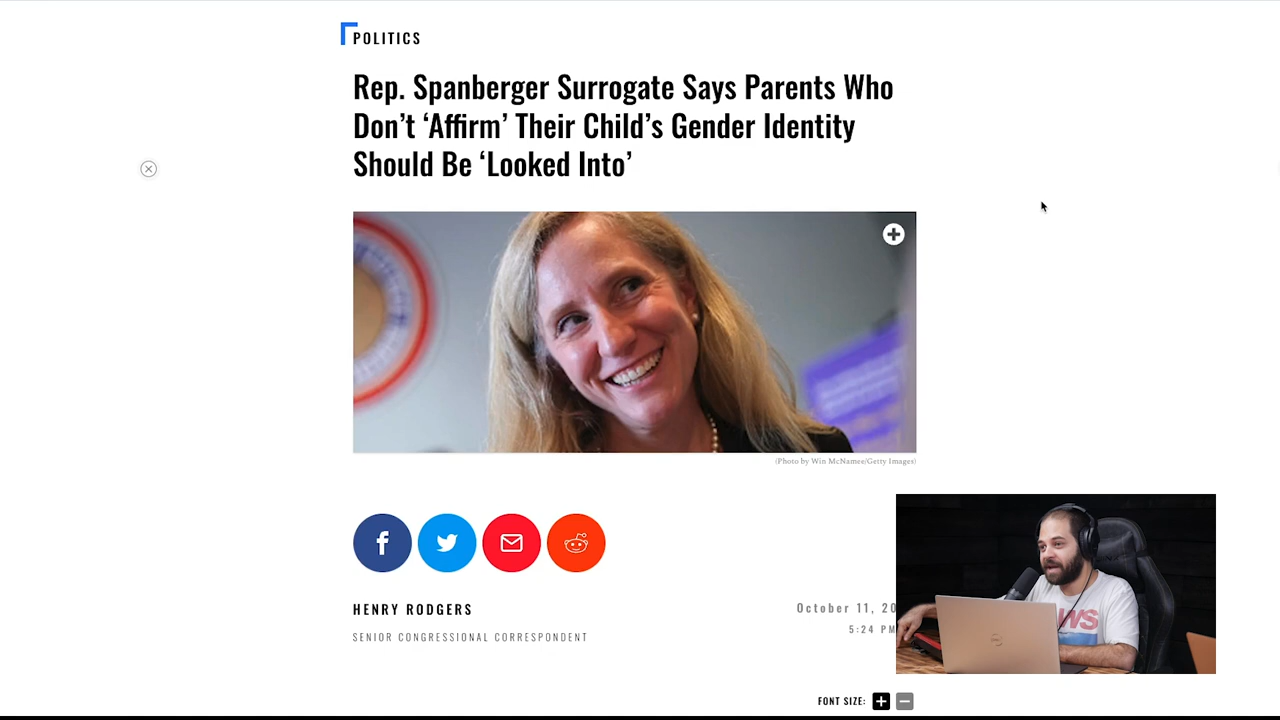 POLITICS
Rep. Spanberger Surrogate Says Parents Who
Don't ‘Affirm’ Their Child’s Gender Identity
Should Be ‘Looked Into’
(Photo by Win McNamee/Getty Images)
HENRY RODGERS
October 11, 20
SENIOR CONGRESSIONAL CORRESPONDENT
5:24 PM
FONT SIZE: